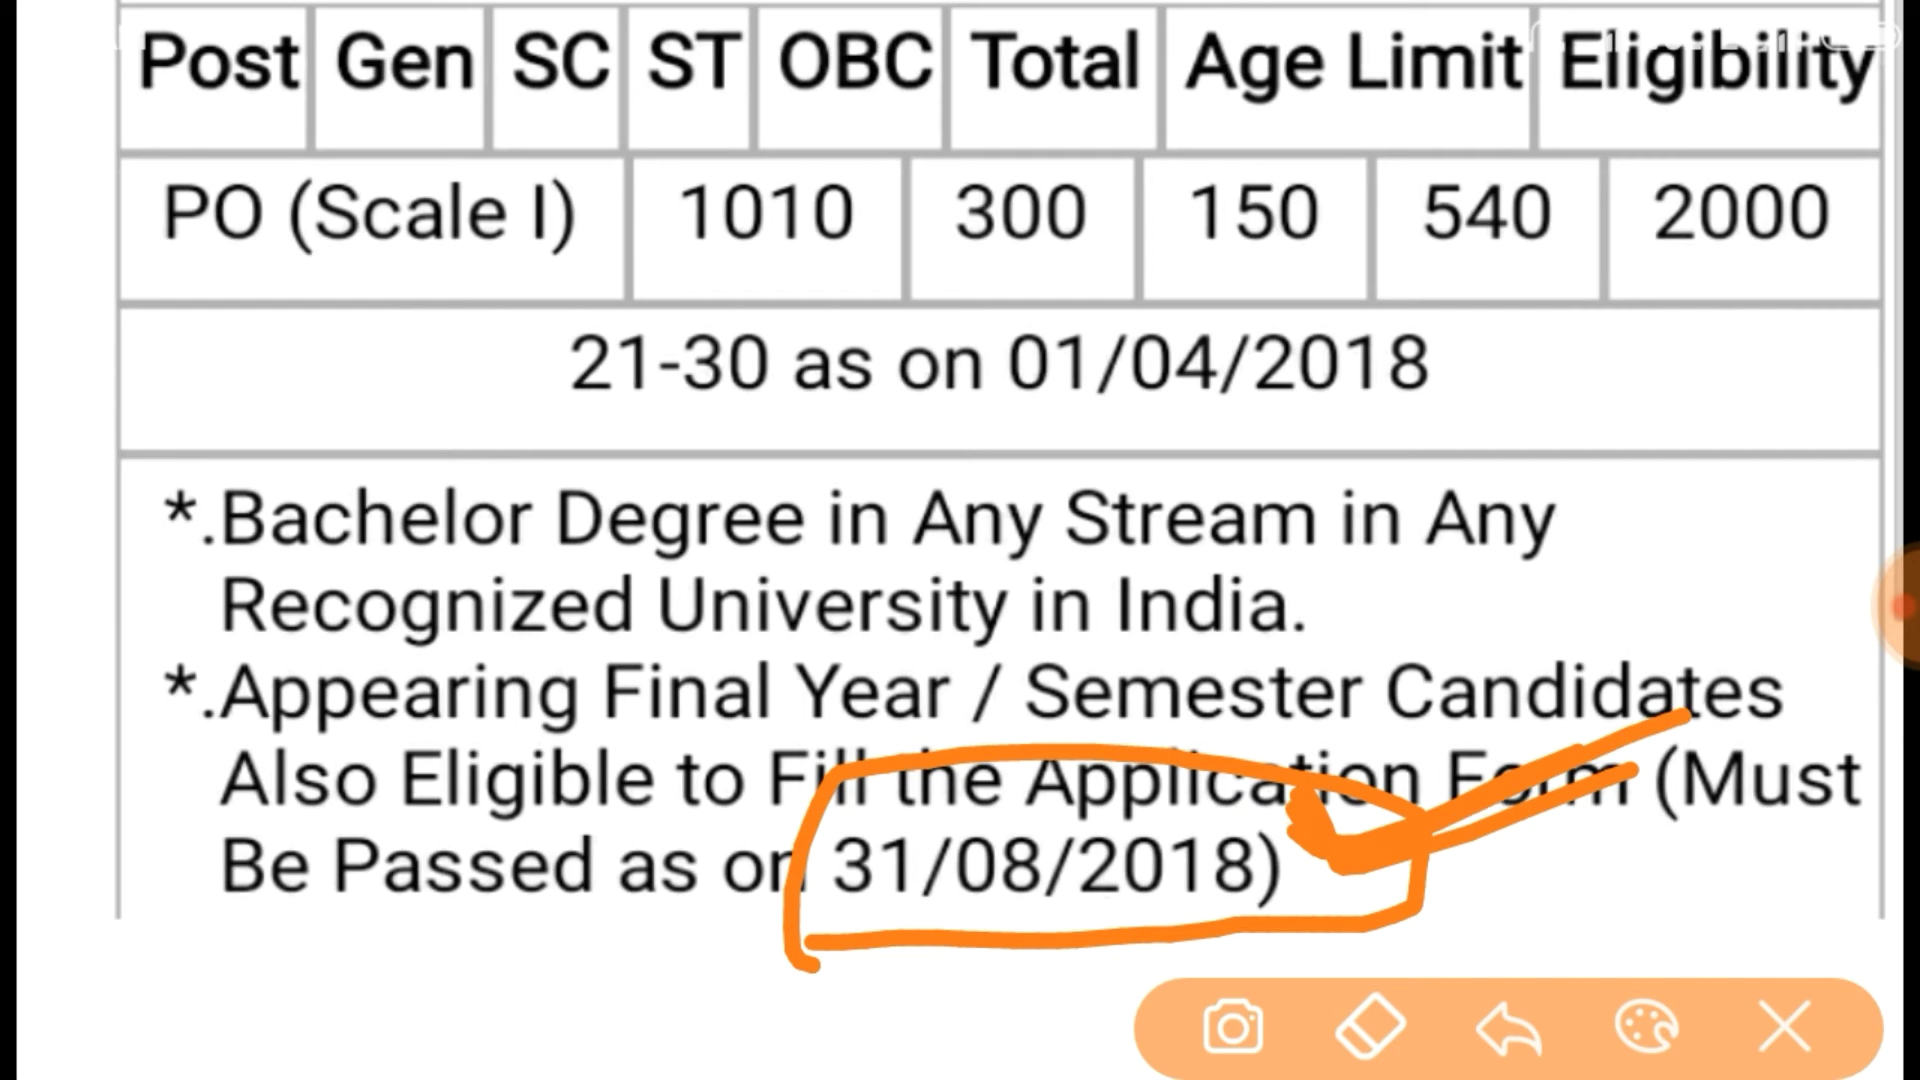 Post Gen SC ST OBC Total Age Limit Eligibility
PO (Scale I) 1010 300 150 540 2000
21-30 as on 01/04/2018
*.Bachelor Degree in Any Stream in Any
Recognized University in India.
*.Appearing Final Year / Semester Candidates
Also Eligible to Fill the Application Form (Must
Be Passed as on 31/08/2018)